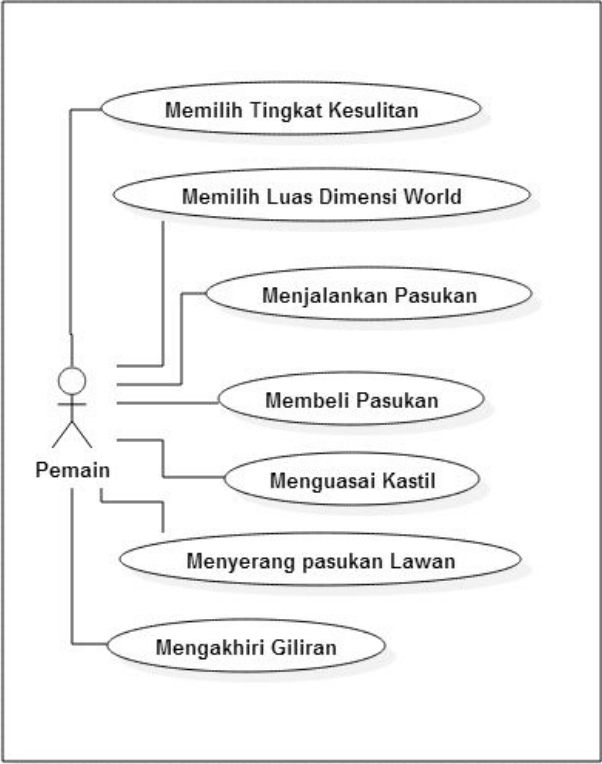 Memilih Tingkat Kesulitan
Memilih Luas Dimensi World
Menjalankan Pasukan
Membeli Pasukan
Pemain
Menguasai Kastil
Menyerang pasukan Lawan
Mengakhiri Giliran